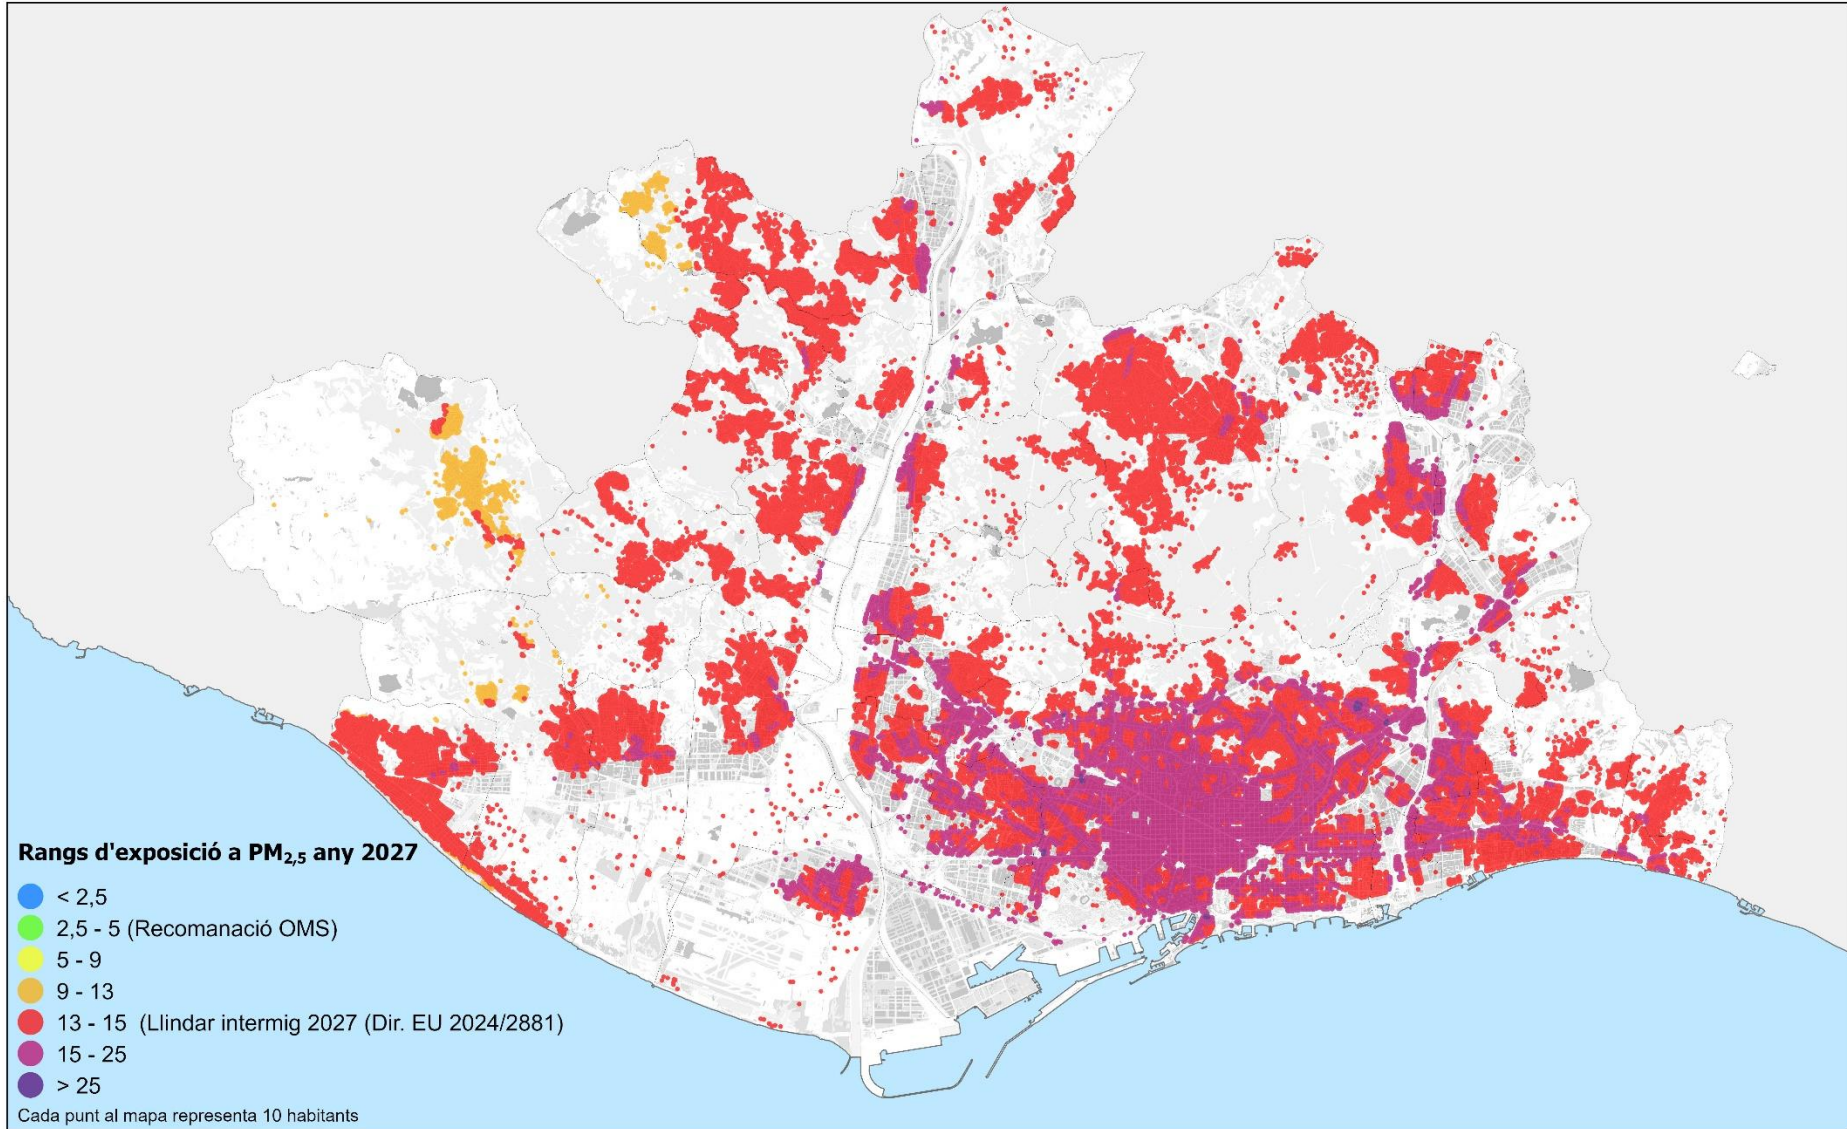 Rangs d'exposició a PM2,5 any 2027
< 2,5
2,5 - 5 (Recomanació OMS)
5 - 9
9 - 13
13 - 15 (Llindar intermig 2027 (Dir. EU 2024/2881)
15 - 25
> 25
Cada punt al mapa representa 10 habitants